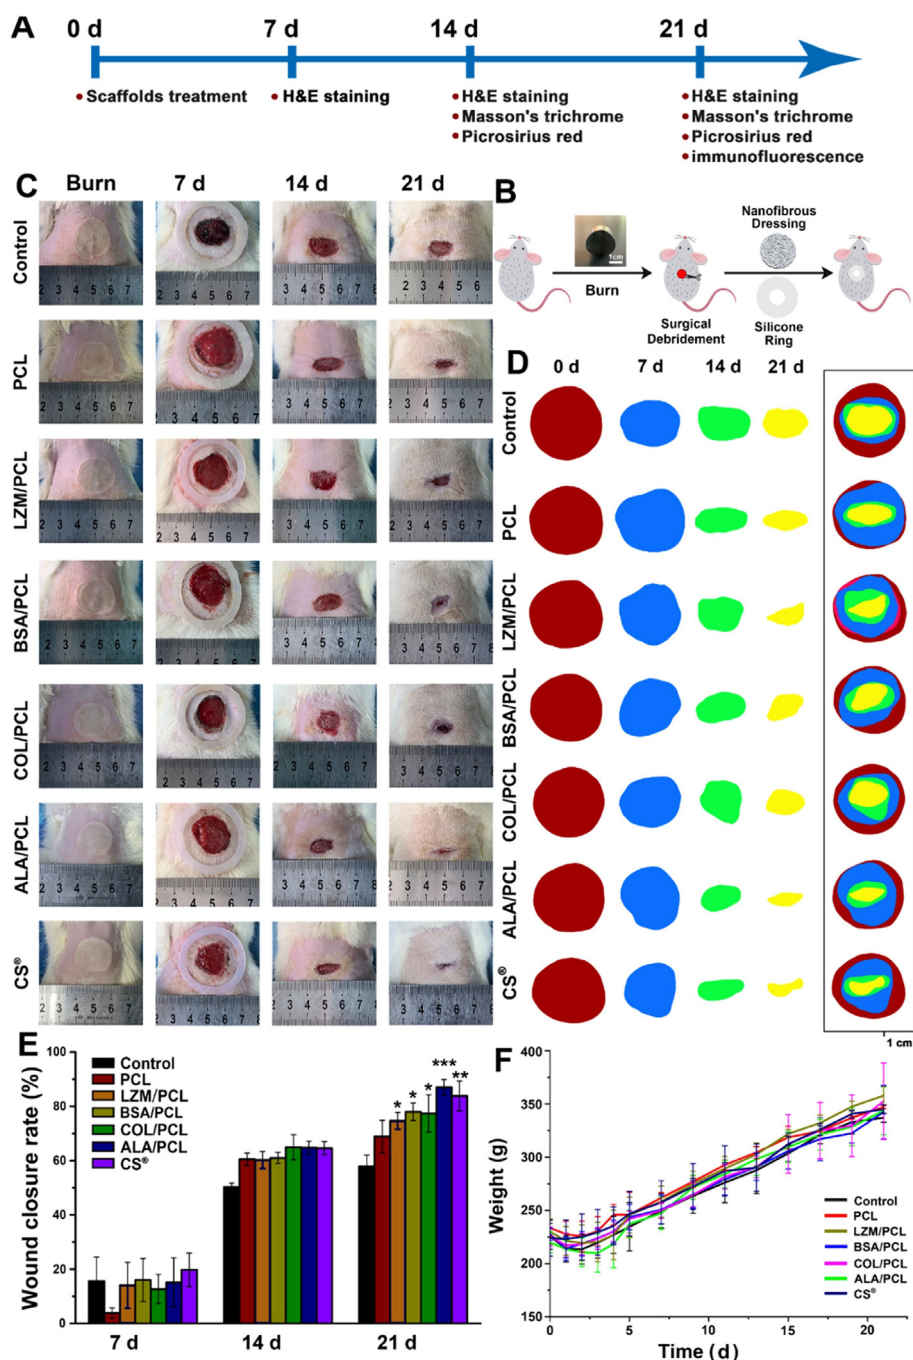 A
0 d
7 d
14 d
21 d
• Scaffolds treatment
• H&E staining
• H&E staining
• Masson's trichrome
• Picrosirius red
• H&E staining
• Masson's trichrome
• Picrosirius red
• immunofluorescence
C
Burn
7 d
14 d
21 d
Control
PCL
LZM/PCL
BSA/PCL
COL/PCL
ALA/PCL
CS®
B
1cm
Burn
Surgical
Debridement
Nanofibrous
Dressing
Silicone
Ring
D
0 d
7 d
14 d
21 d
Control
PCL
LZM/PCL
BSA/PCL
COL/PCL
ALA/PCL
CS®
1 cm
E
Wound closure rate (%)
100
80
60
40
20
0
Control
PCL
LZM/PCL
BSA/PCL
COL/PCL
ALA/PCL
CS®
*
*
*
***
**
7 d
14 d
21 d
F
Weight (g)
400
350
300
250
200
150
Control
PCL
LZM/PCL
BSA/PCL
COL/PCL
ALA/PCL
CS®
0
5
10
15
20
Time (d)